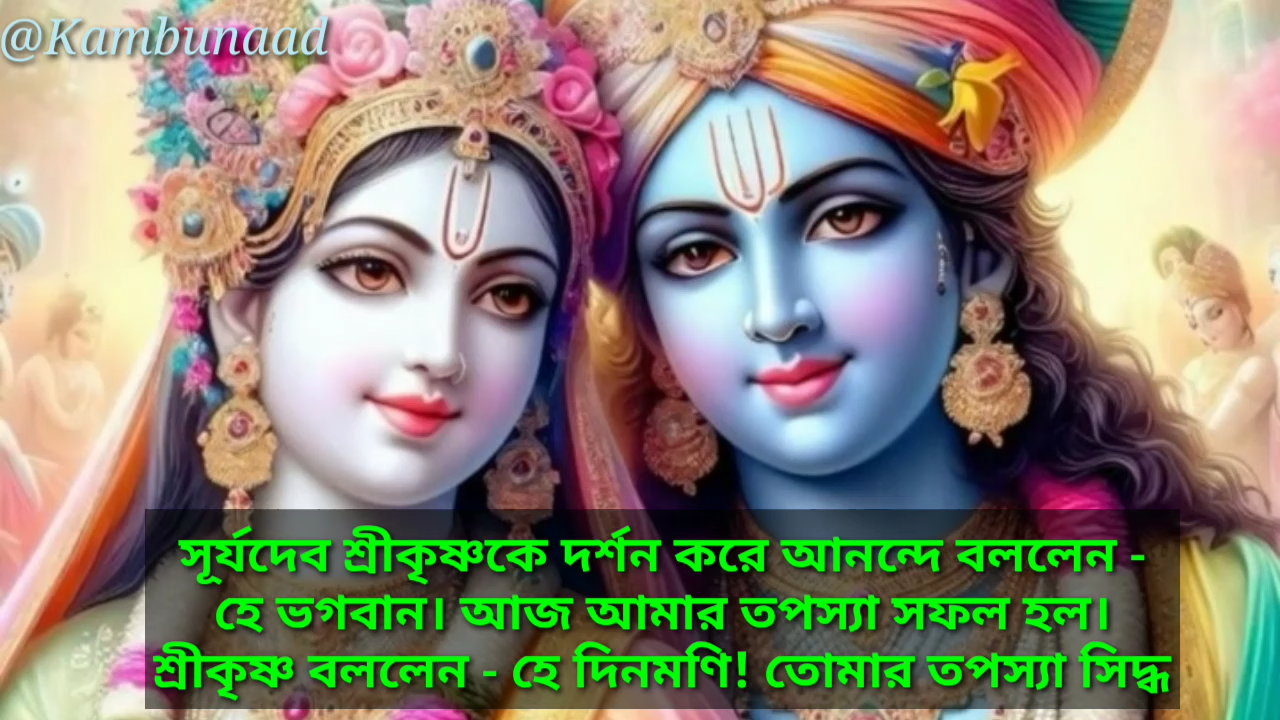 @Kambunaad
সূর্যদেব শ্রীকৃষ্ণকে দর্শন করে আনন্দে বললেন -
হে ভগবান। আজ আমার তপস্যা সফল হল।
শ্রীকৃষ্ণ বললেন - হে দিনমণি! তোমার তপস্যা সিদ্ধ